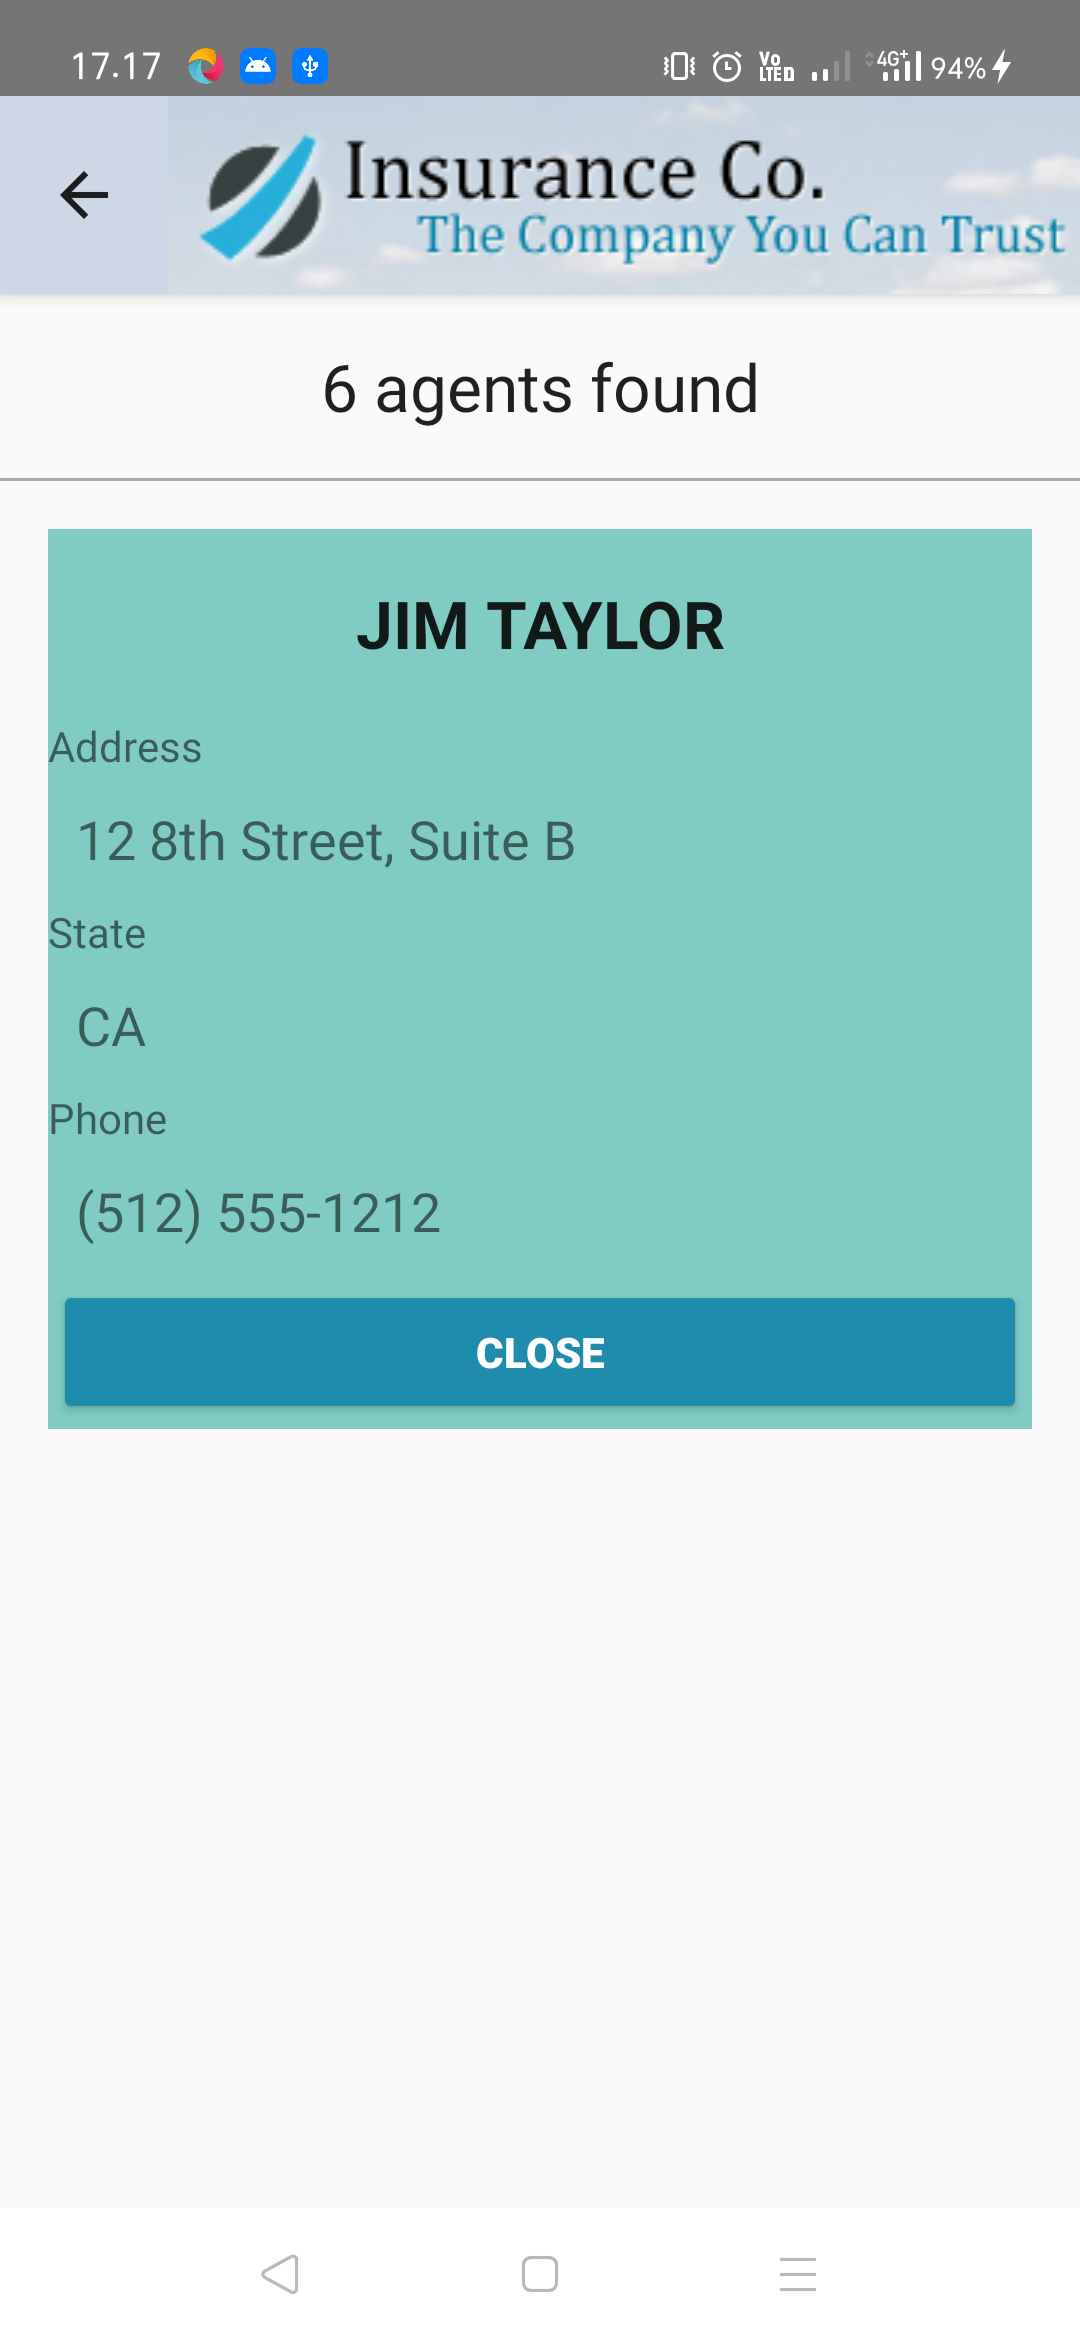 17.17 Vo LTED 4G+ 94%
Insurance Co.
The Company You Can Trust
6 agents found
JIM TAYLOR
Address
12 8th Street, Suite B
State
CA
Phone
(512) 555-1212
CLOSE